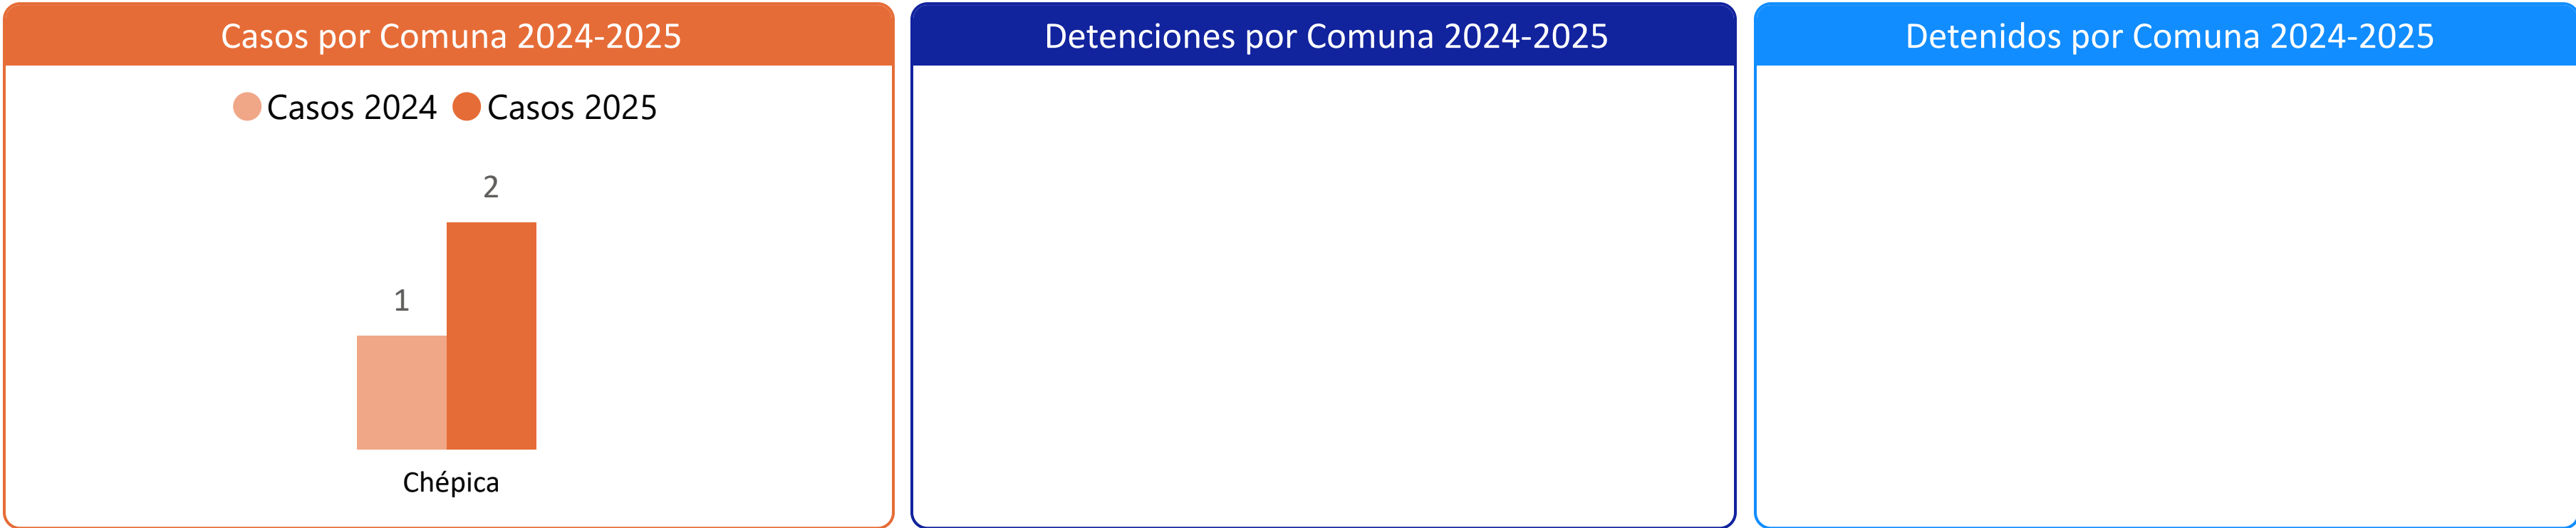 Casos por Comuna 2024-2025
Casos 2024 Casos 2025
2
1
Chépica
Detenciones por Comuna 2024-2025
Detenidos por Comuna 2024-2025